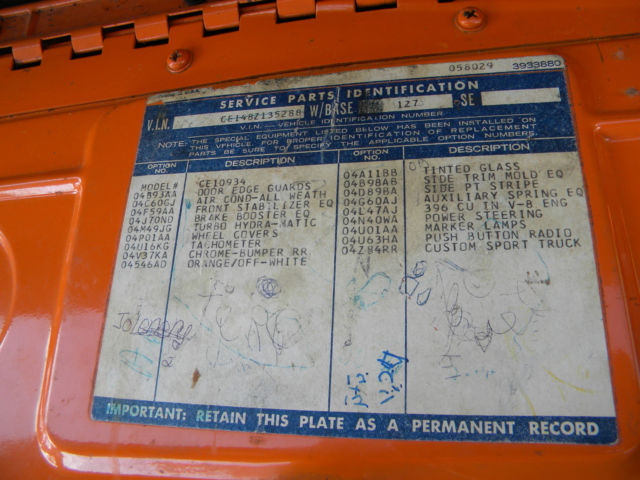 058029 3933880
SERVICE PARTS IDENTIFICATION
V.I.N. CE148Z135288 W/BASE 127 SE
V.I.N. – VEHICLE IDENTIFICATION NUMBER
NOTE: THE SPECIAL EQUIPMENT LISTED BELOW HAS BEEN INSTALLED ON
THIS VEHICLE. FOR PROPER IDENTIFICATION OF REPLACEMENT
PARTS BE SURE TO SPECIFY THE APPLICABLE OPTION NUMBERS.
OPTION NO. DESCRIPTION OPTION NO. DESCRIPTION
MODEL# CE10934 04A11BB TINTED GLASS
04B93AA DOOR EDGE GUARDS 04B98AB SIDE TRIM MOLD EQ
04C60GJ AIR COND-ALL WEATH 04D89BA SIDE PT STRIPE
04F59AA FRONT STABILIZER EQ 04G60AJ AUXILIARY SPRING EQ
04J70ND BRAKE BOOSTER EQ 04L47AJ 396 CU IN V-8 ENG
04M49JG TURBO HYDRA-MATIC 04N40WA POWER STEERING
04P01AA WHEEL COVERS 04U01AA MARKER LAMPS
04U16KG TACHOMETER 04U63HA PUSH BUTTON RADIO
04V37KA CHROME-BUMPER RR 04Z84RR CUSTOM SPORT TRUCK
04546AD ORANGE/OFF-WHITE
IMPORTANT: RETAIN THIS PLATE AS A PERMANENT RECORD